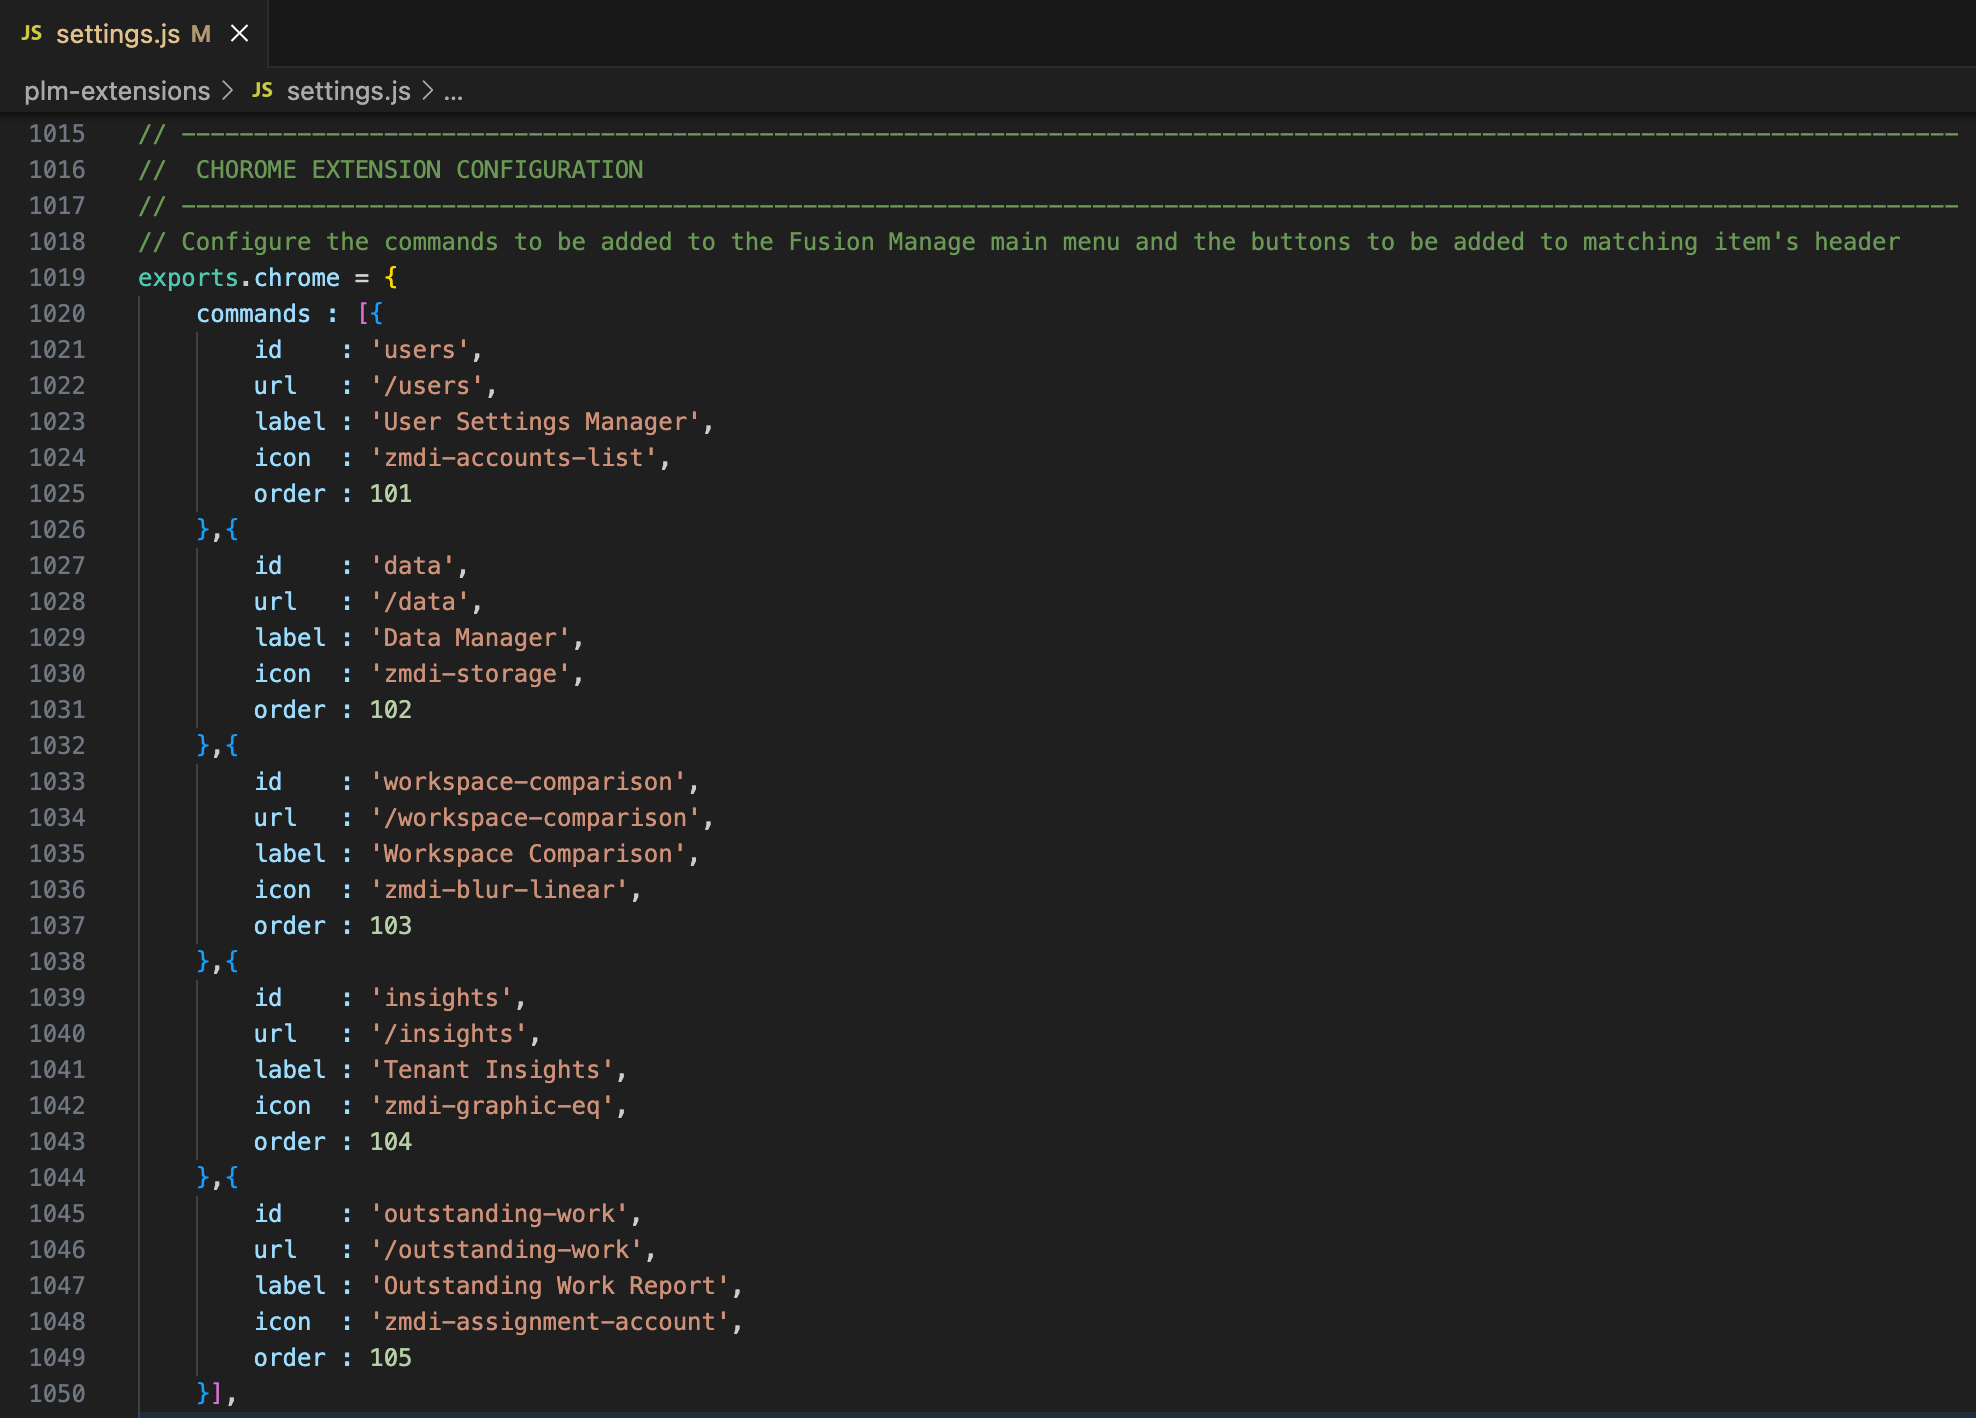 JS settings.js M ×
plm-extensions > JS settings.js > ...
1015 // ---------------------------------------------------------------------------------------------------------------------------
1016 //  CHOROME EXTENSION CONFIGURATION
1017 // ---------------------------------------------------------------------------------------------------------------------------
1018 // Configure the commands to be added to the Fusion Manage main menu and the buttons to be added to matching item's header
1019 exports.chrome = {
1020     commands : [{
1021         id    : 'users',
1022         url   : '/users',
1023         label : 'User Settings Manager',
1024         icon  : 'zmdi-accounts-list',
1025         order : 101
1026     },{
1027         id    : 'data',
1028         url   : '/data',
1029         label : 'Data Manager',
1030         icon  : 'zmdi-storage',
1031         order : 102
1032     },{
1033         id    : 'workspace-comparison',
1034         url   : '/workspace-comparison',
1035         label : 'Workspace Comparison',
1036         icon  : 'zmdi-blur-linear',
1037         order : 103
1038     },{
1039         id    : 'insights',
1040         url   : '/insights',
1041         label : 'Tenant Insights',
1042         icon  : 'zmdi-graphic-eq',
1043         order : 104
1044     },{
1045         id    : 'outstanding-work',
1046         url   : '/outstanding-work',
1047         label : 'Outstanding Work Report',
1048         icon  : 'zmdi-assignment-account',
1049         order : 105
1050     }],